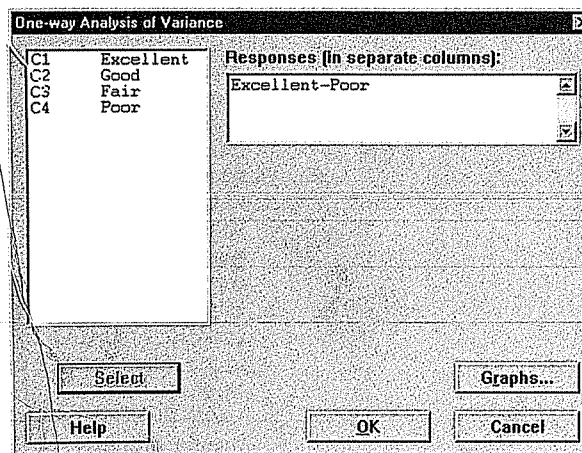 One-way Analysis of Variance
C1 Excellent
C2 Good
C3 Fair
C4 Poor
Responses (in separate columns):
Excellent-Poor
Select
Graphs...
Help
OK
Cancel